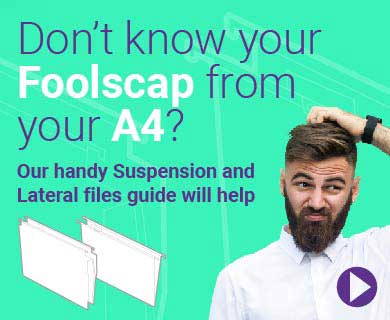 Don't know your
Foolscap from
your A4?
Our handy Suspension and
Lateral files guide will help